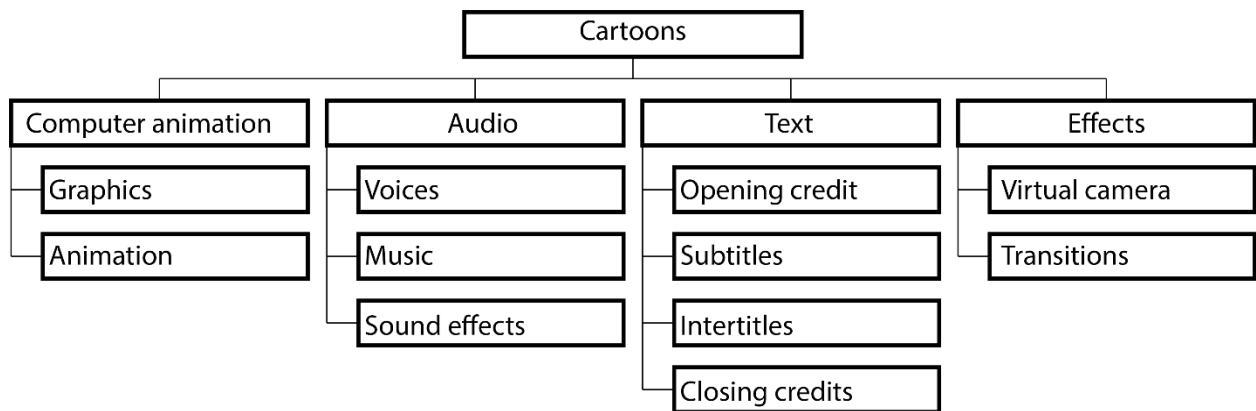 Cartoons
Computer animation
Graphics
Animation
Audio
Voices
Music
Sound effects
Text
Opening credit
Subtitles
Intertitles
Closing credits
Effects
Virtual camera
Transitions